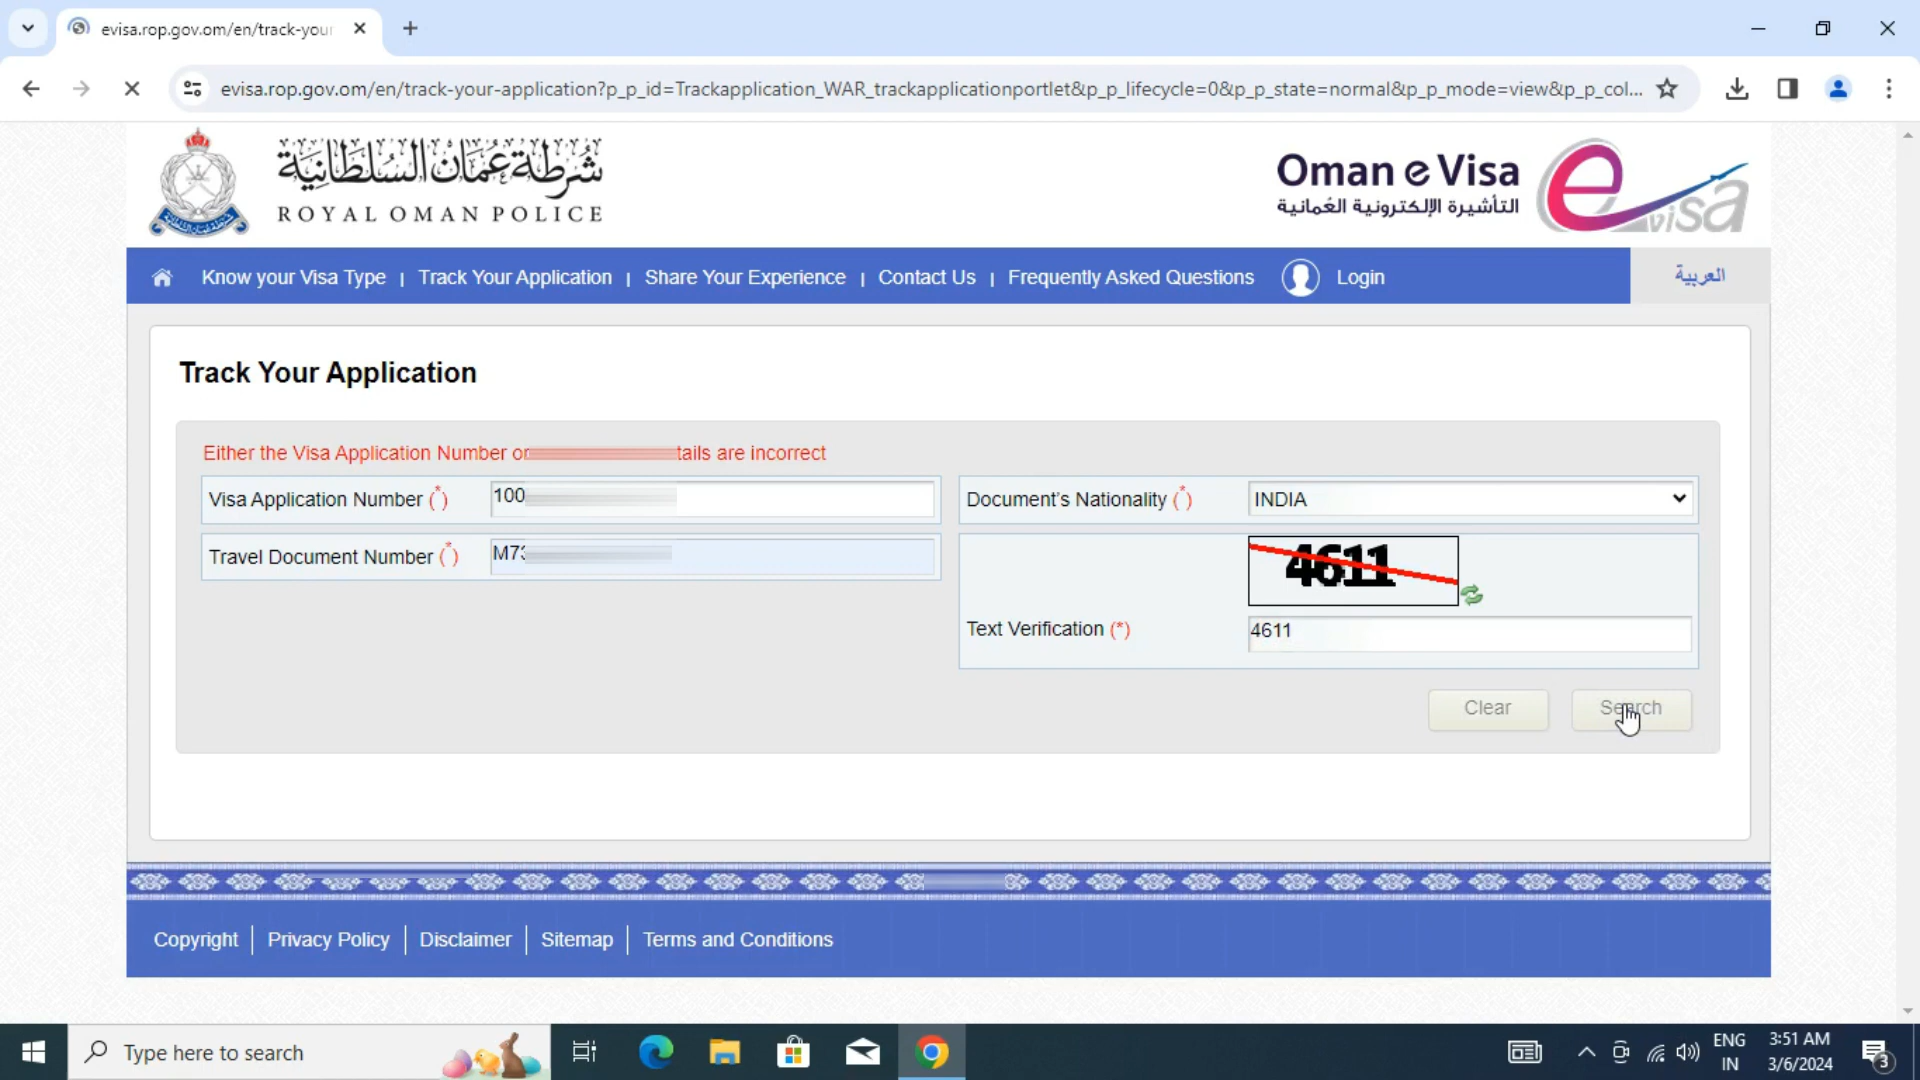 evisa.rop.gov.om/en/track-your
evisa.rop.gov.om/en/track-your-application?p_p_id=Trackapplication_WAR_trackapplicationportlet&p_p_lifecycle=0&p_p_state=normal&p_p_mode=view&p_p_col...
شرطة عمان السلطانية
ROYAL OMAN POLICE
Oman e Visa
التأشيرة الإلكترونية العُمانية
e visa
Know your Visa Type | Track Your Application | Share Your Experience | Contact Us | Frequently Asked Questions Login العربية
Track Your Application
Either the Visa Application Number or tails are incorrect
Visa Application Number (*) 100
Document's Nationality (*) INDIA
Travel Document Number (*) M73
4611
Text Verification (*) 4611
Clear Search
Copyright | Privacy Policy | Disclaimer | Sitemap | Terms and Conditions
Type here to search
ENG
IN
3:51 AM
3/6/2024
3